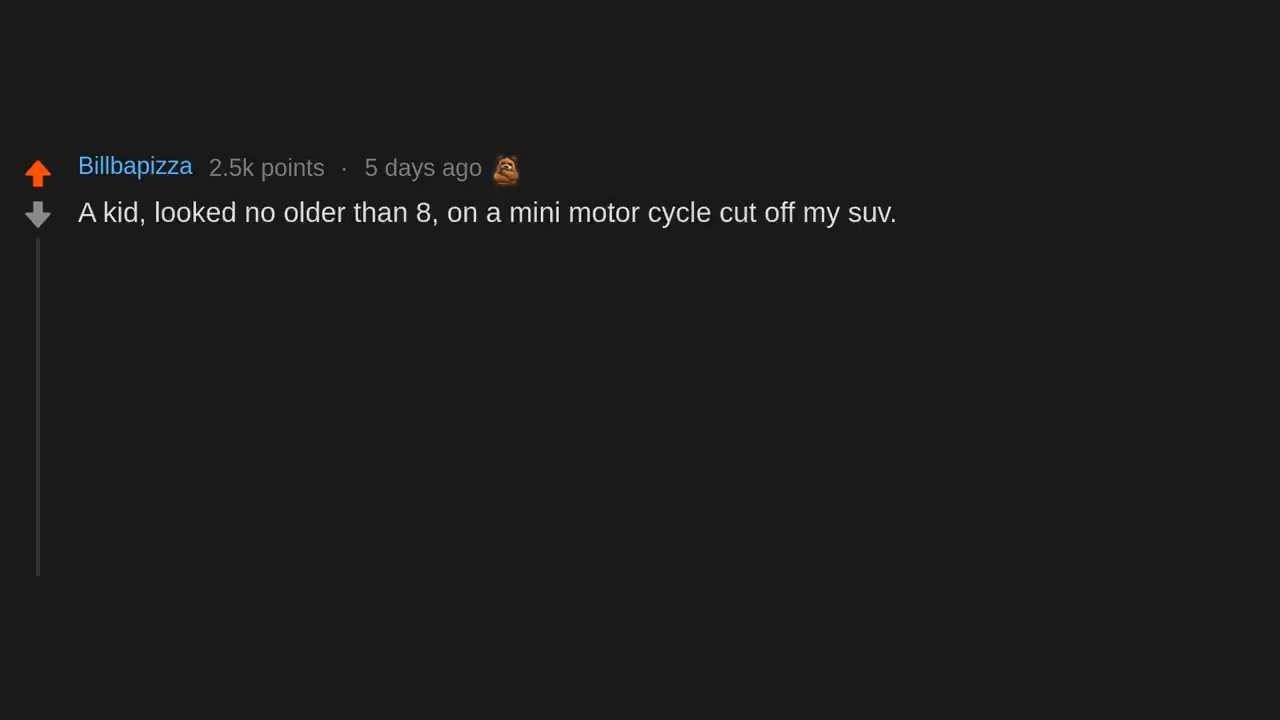 Billbapizza 2.5k points · 5 days ago
A kid, looked no older than 8, on a mini motor cycle cut off my suv.